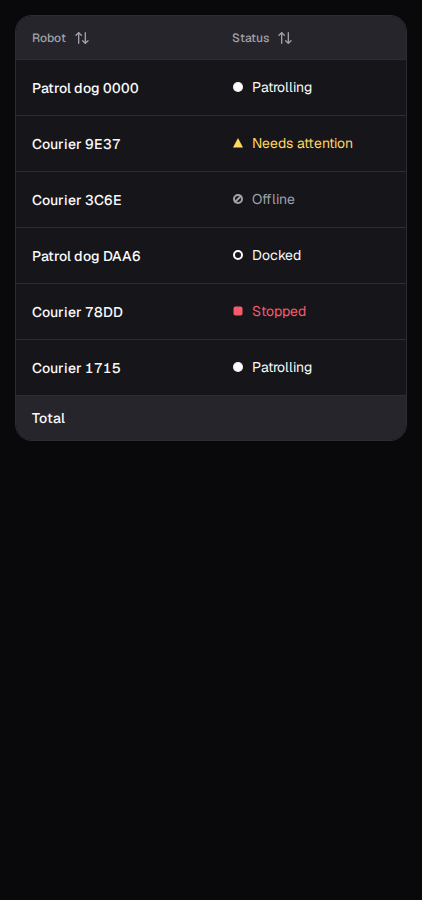 Robot Status
Patrol dog 0000 Patrolling
Courier 9E37 Needs attention
Courier 3C6E Offline
Patrol dog DAA6 Docked
Courier 78DD Stopped
Courier 1715 Patrolling
Total